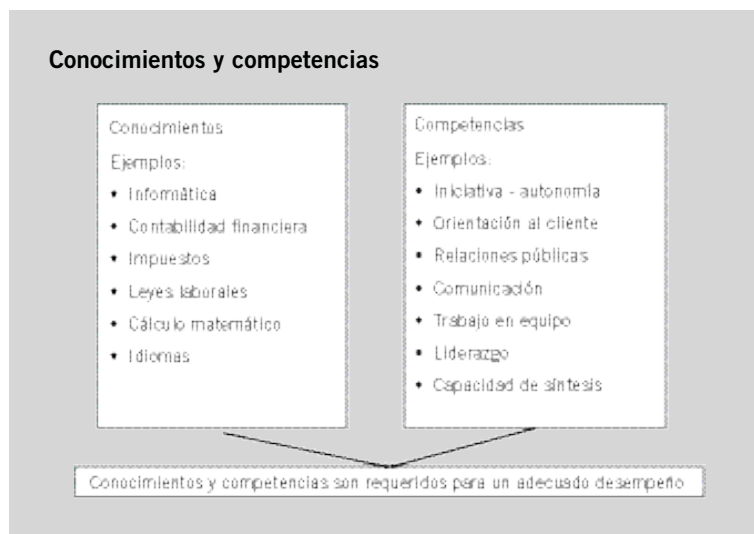 Conocimientos y competencias
Conocimientos
Ejemplos:
• Informática
• Contabilidad financiera
• Impuestos
• Leyes laborales
• Cálculo matemático
• Idiomas
Competencias
Ejemplos:
• Iniciativa - autonomía
• Orientación al cliente
• Relaciones públicas
• Comunicación
• Trabajo en equipo
• Liderazgo
• Capacidad de síntesis
Conocimientos y competencias son requeridos para un adecuado desempeño